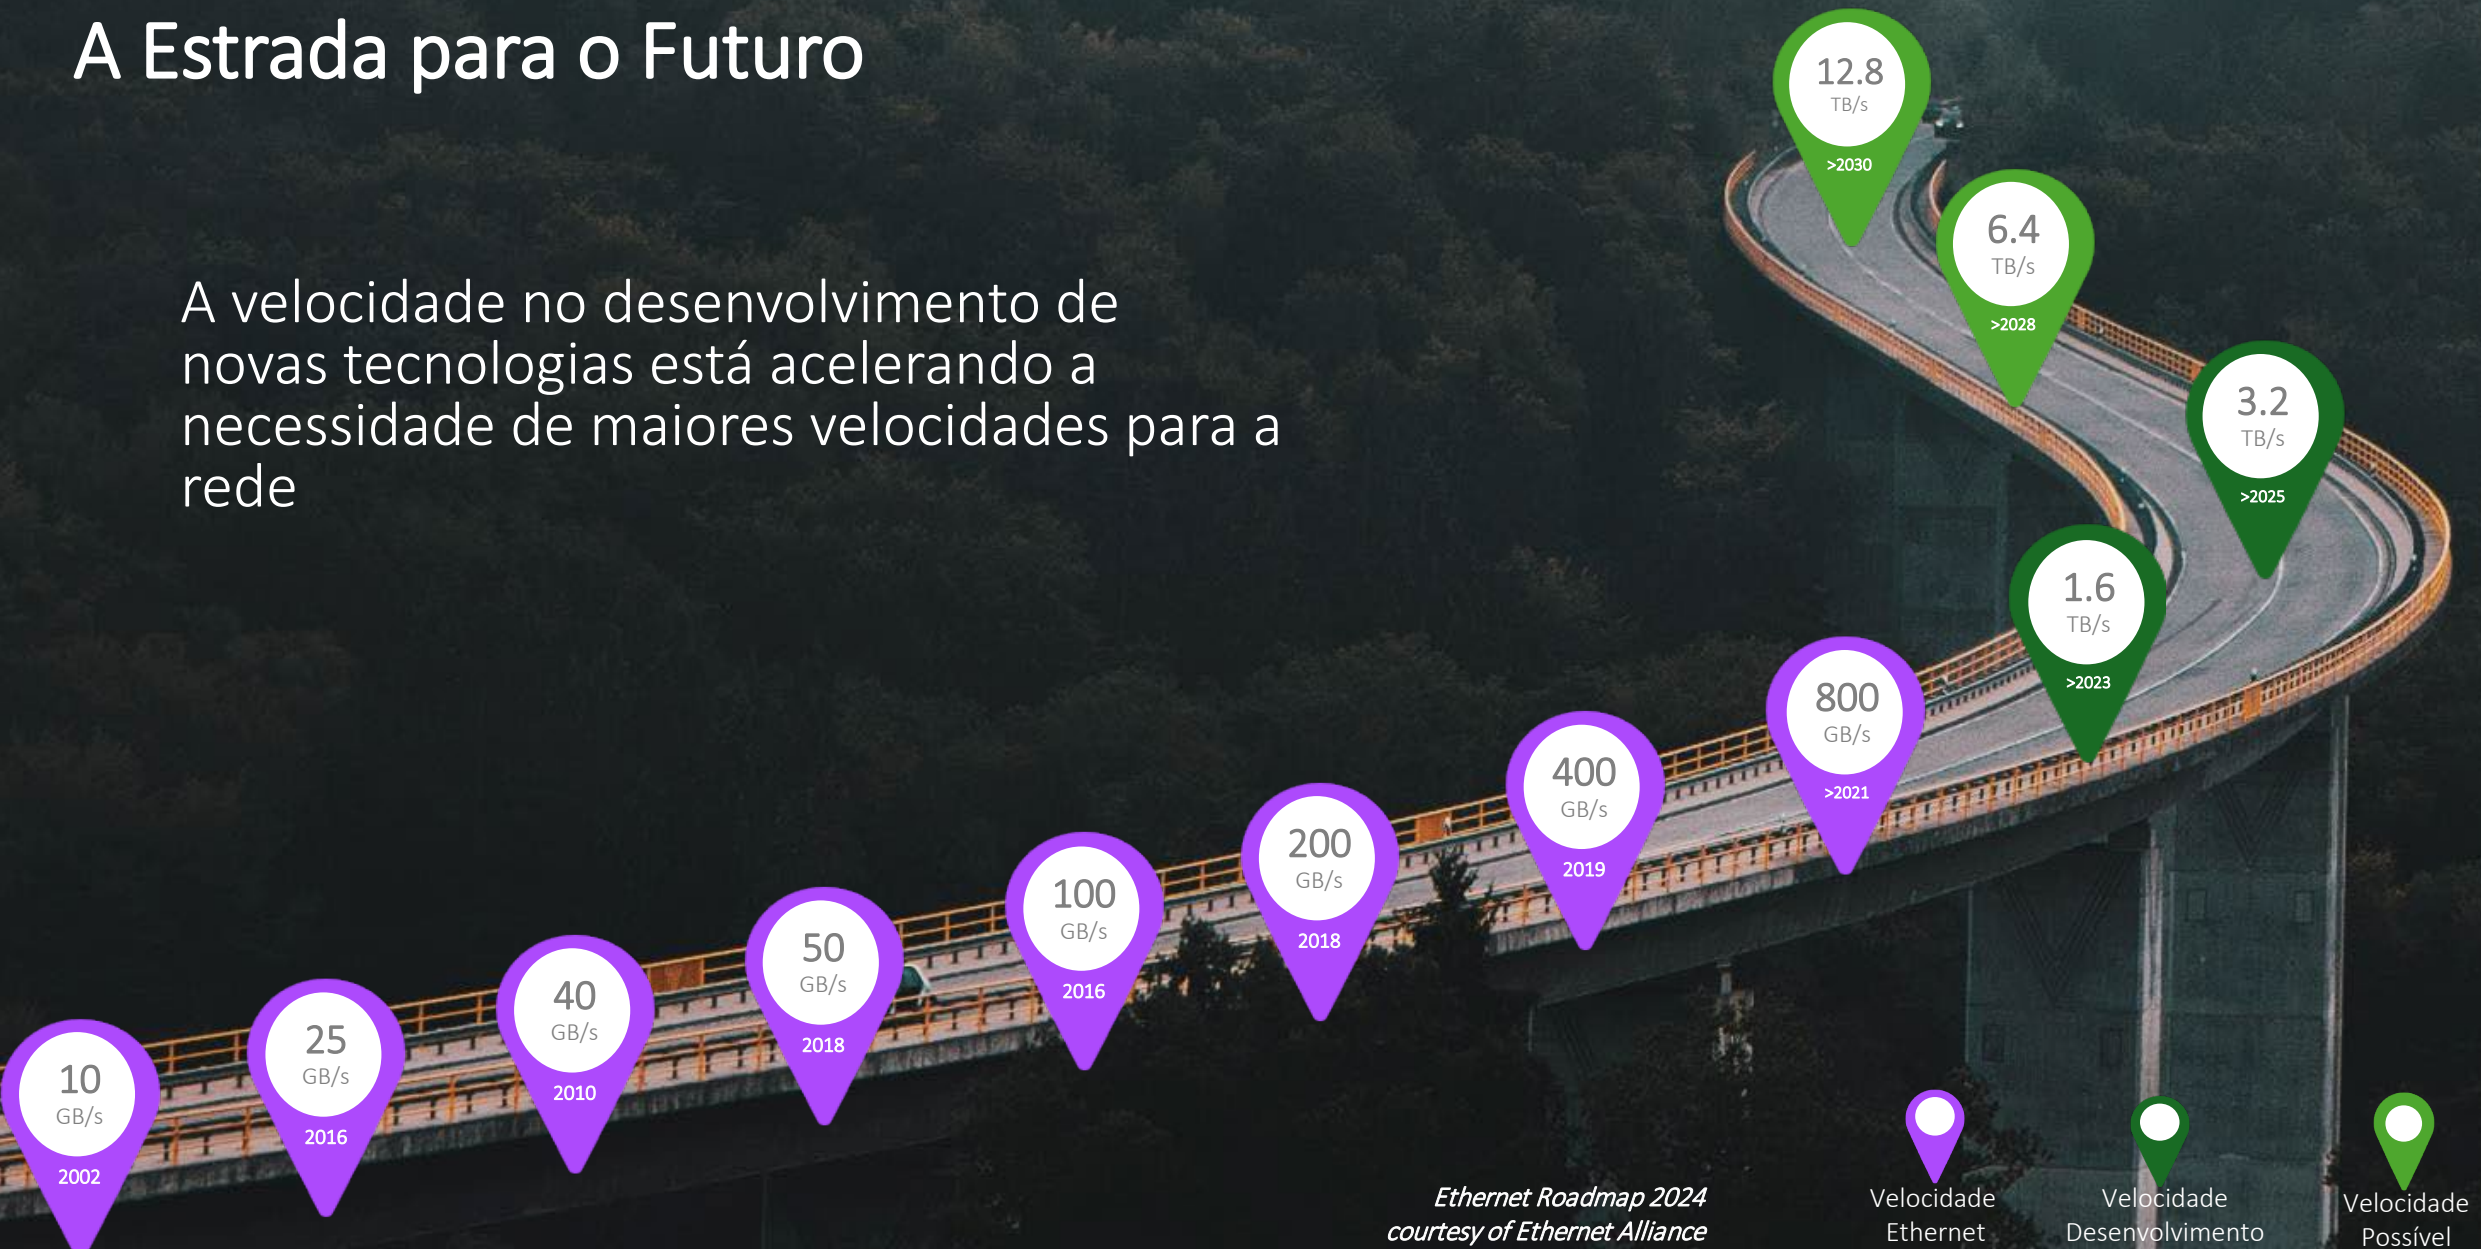 A Estrada para o Futuro
A velocidade no desenvolvimento de
novas tecnologias está acelerando a
necessidade de maiores velocidades para a
rede
12.8
TB/s
>2030
6.4
TB/s
>2028
3.2
TB/s
>2025
1.6
TB/s
>2023
800
GB/s
>2021
400
GB/s
2019
200
GB/s
2018
100
GB/s
2016
50
GB/s
2018
40
GB/s
2010
25
GB/s
2016
10
GB/s
2002
Ethernet Roadmap 2024
courtesy of Ethernet Alliance
Velocidade
Ethernet
Velocidade
Desenvolvimento
Velocidade
Possível